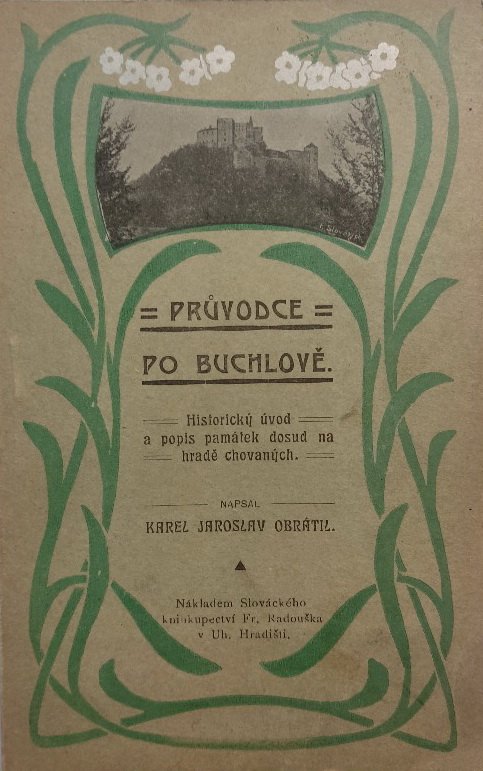 = PRŮVODCE =
PO BUCHLOVĚ.
Historický úvod
a popis památek dosud na
hradě chovaných.
NAPSAL
KAREL JAROSLAV OBRÁTIL.
Nákladem Slováckého
knihkupectví Fr. Radouška
v Uh. Hradišti.